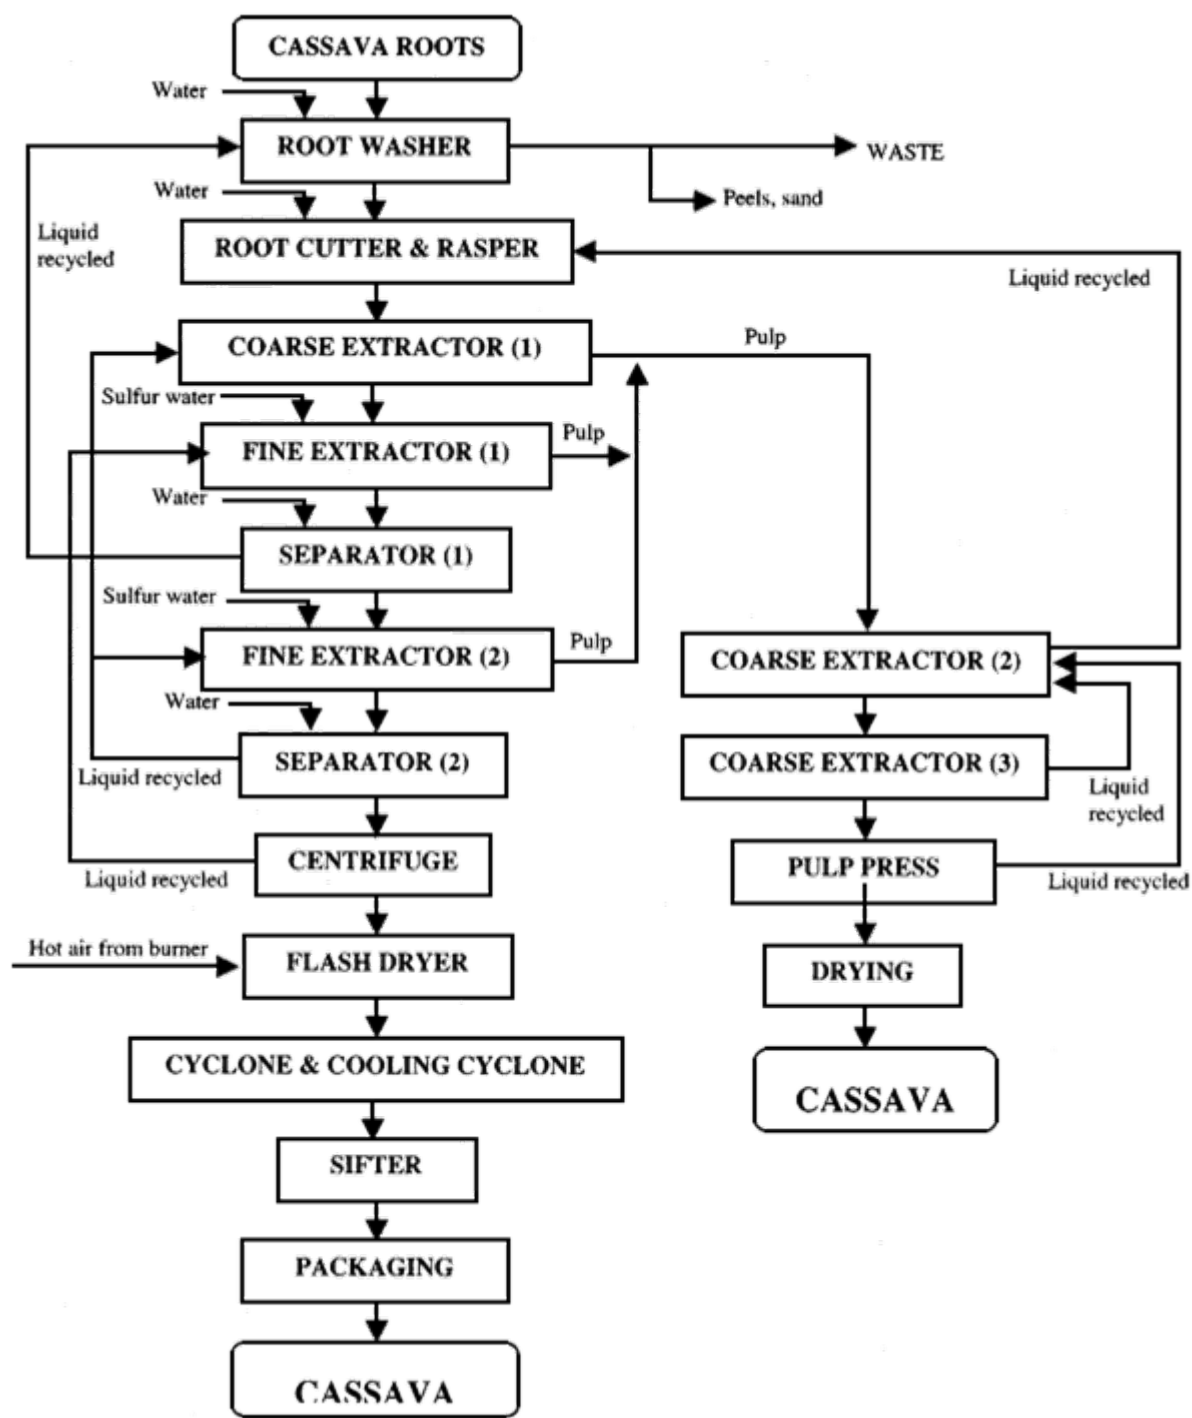 CASSAVA ROOTS
Water
ROOT WASHER
WASTE
Water
Peels, sand
Liquid
recycled
ROOT CUTTER & RASPER
Liquid recycled
COARSE EXTRACTOR (1)
Pulp
Sulfur water
FINE EXTRACTOR (1)
Pulp
Water
SEPARATOR (1)
Sulfur water
FINE EXTRACTOR (2)
Pulp
COARSE EXTRACTOR (2)
Water
SEPARATOR (2)
Liquid recycled
COARSE EXTRACTOR (3)
Liquid
recycled
CENTRIFUGE
Liquid recycled
PULP PRESS
Liquid recycled
Hot air from burner
FLASH DRYER
DRYING
CYCLONE & COOLING CYCLONE
CASSAVA
SIFTER
PACKAGING
CASSAVA